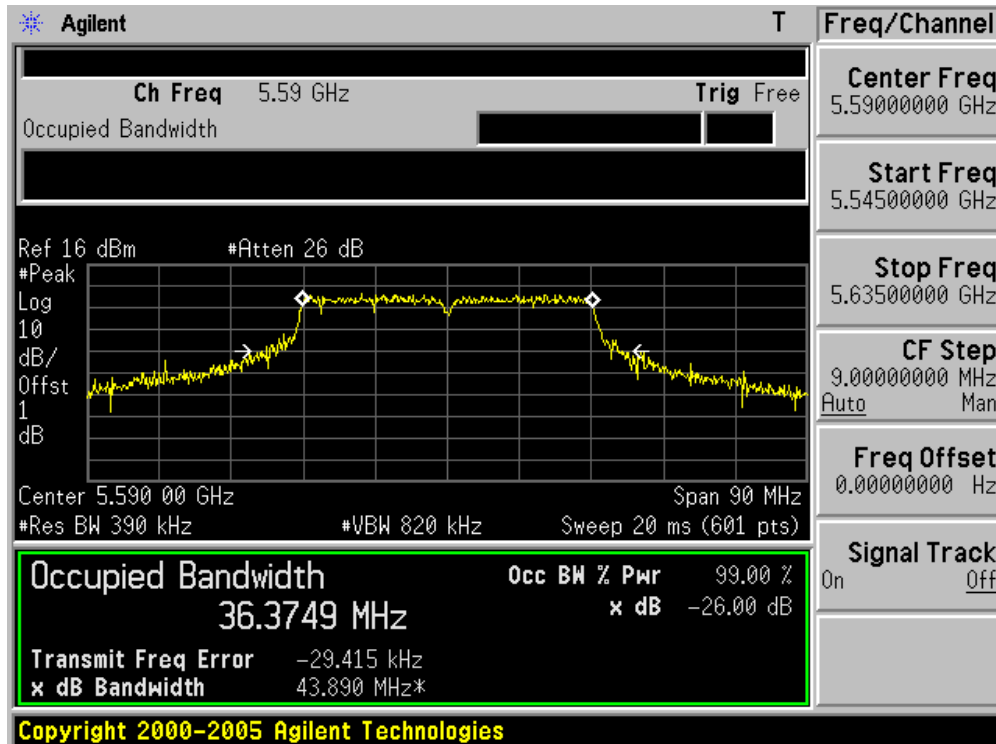 Agilent T
Ch Freq 5.59 GHz Trig Free
Occupied Bandwidth
Ref 16 dBm #Atten 26 dB
#Peak
Log
10
dB/
Offst
1
dB
Center 5.590 00 GHz Span 90 MHz
#Res BW 390 kHz #VBW 820 kHz Sweep 20 ms (601 pts)
Occupied Bandwidth
36.3749 MHz
Occ BW % Pwr 99.00 %
x dB -26.00 dB
Transmit Freq Error -29.415 kHz
x dB Bandwidth 43.890 MHz*
Copyright 2000-2005 Agilent Technologies
Freq/Channel
Center Freq
5.59000000 GHz
Start Freq
5.54500000 GHz
Stop Freq
5.63500000 GHz
CF Step
9.00000000 MHz
Auto Man
Freq Offset
0.00000000 Hz
Signal Track
On Off